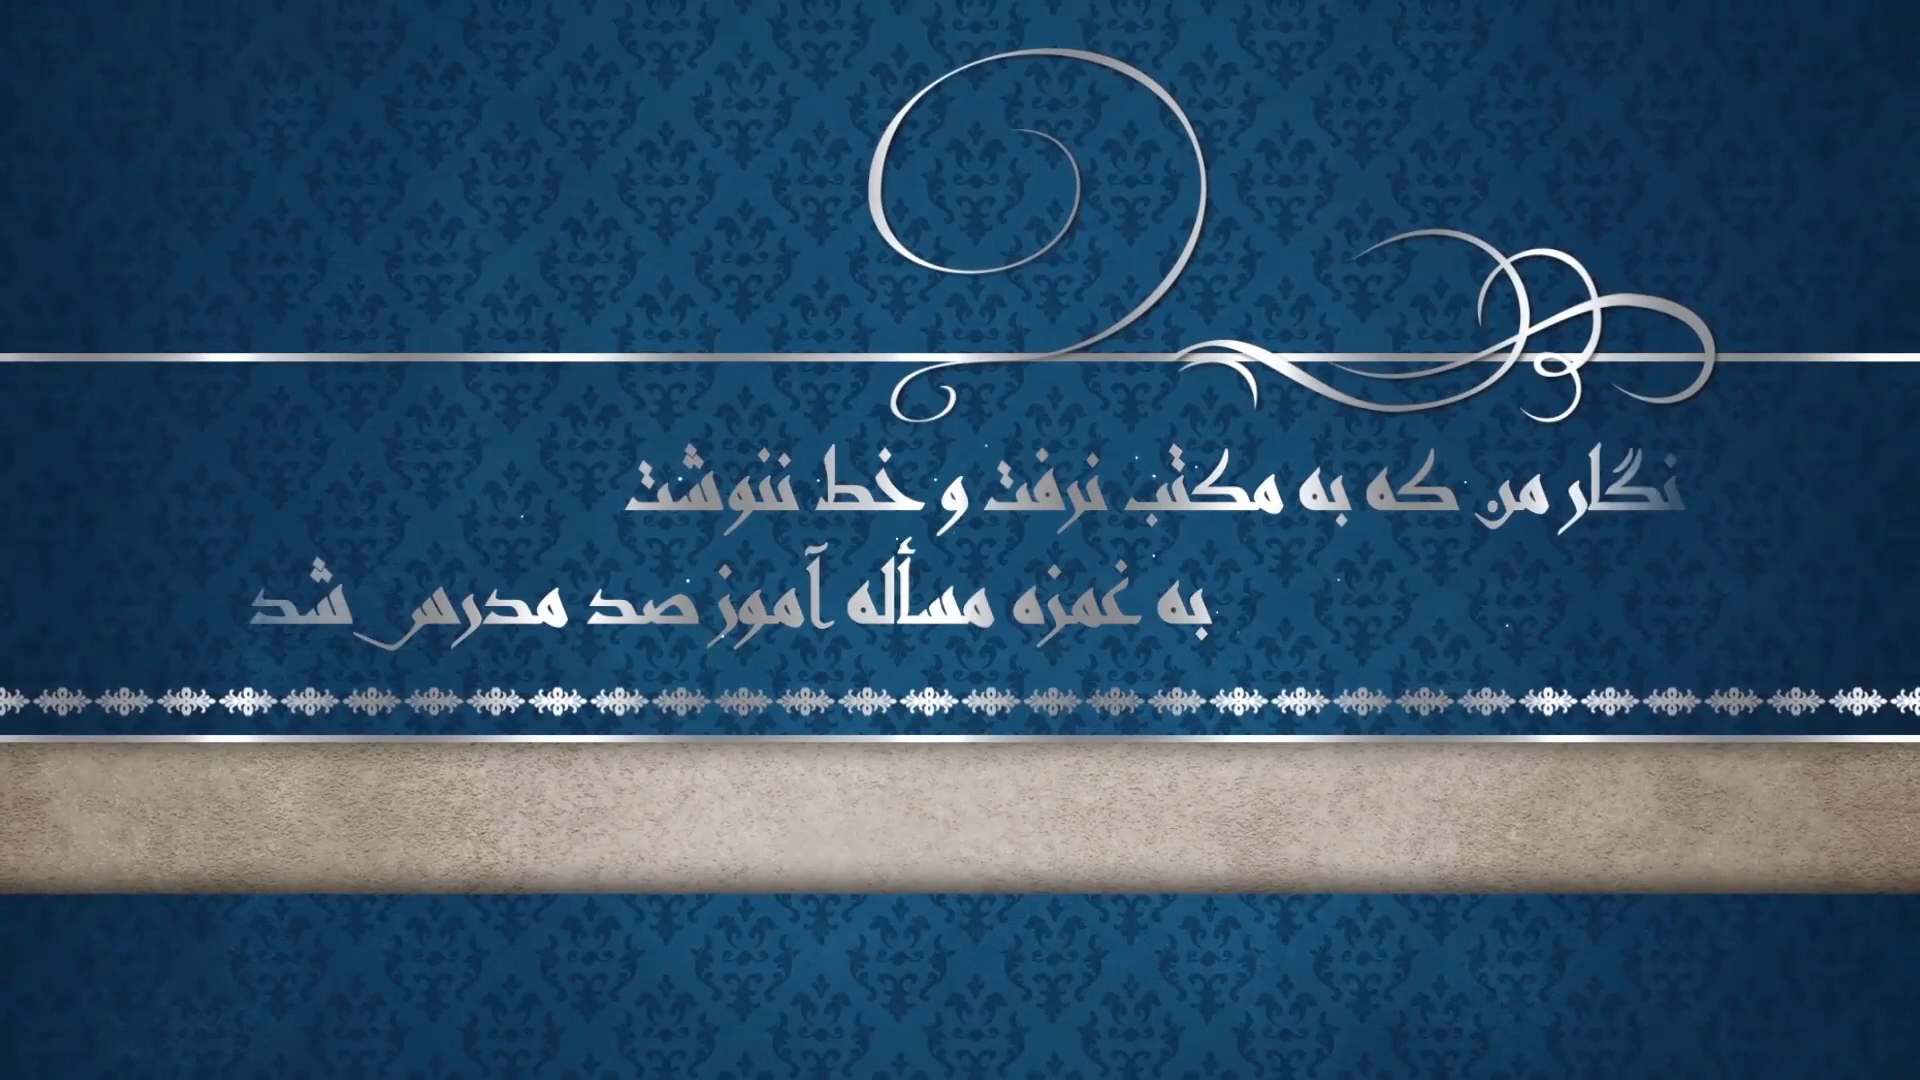 نگار من که به مکتب نرفت و خط ننوشت
به غمزه مسأله آموز صد مدرس شد